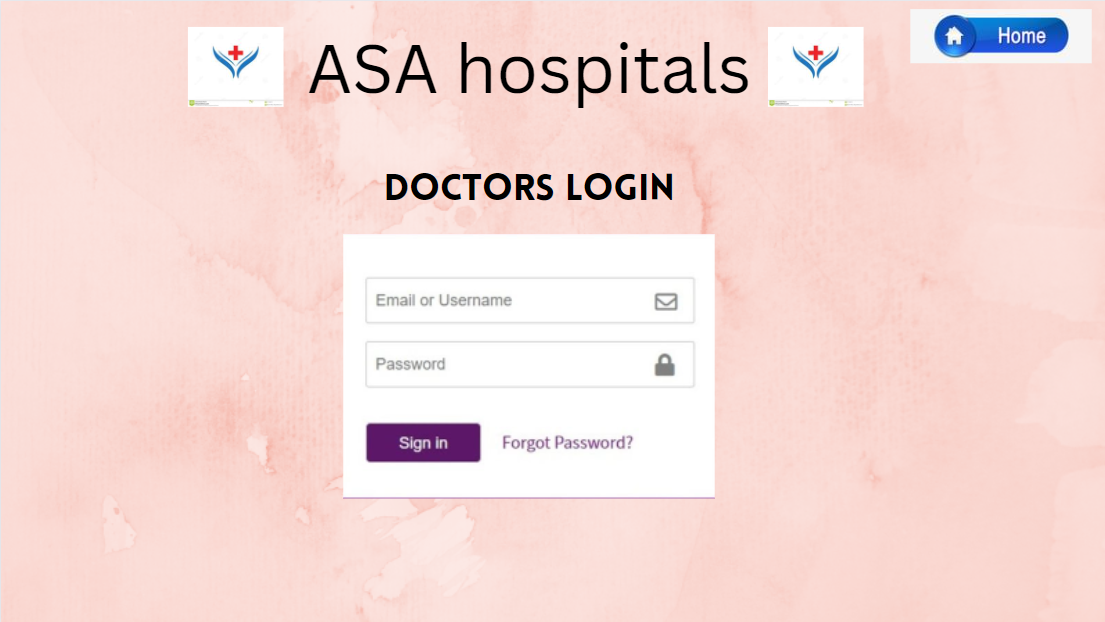 ASA hospitals
Home
DOCTORS LOGIN
Email or Username
Password
Sign in
Forgot Password?